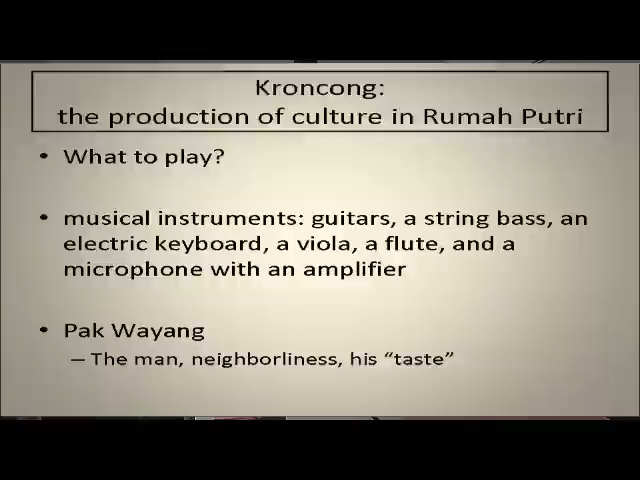 Kroncong:
the production of culture in Rumah Putri
• What to play?
• musical instruments: guitars, a string bass, an
electric keyboard, a viola, a flute, and a
microphone with an amplifier
• Pak Wayang
– The man, neighborliness, his “taste”